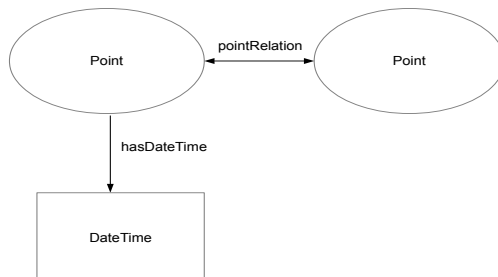 pointRelation
Point
Point
hasDateTime
DateTime